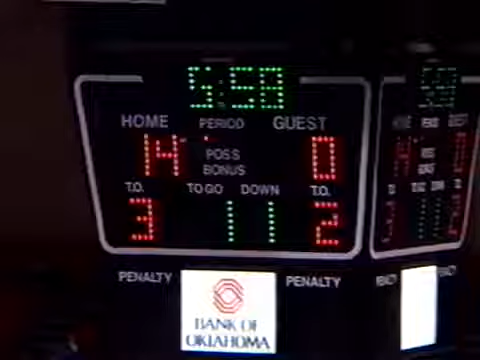 5:58
HOME PERIOD GUEST
14 POSS 0
BONUS
T.O. TO GO DOWN T.O.
3 1 1 2
PENALTY PENALTY
BANK OF
OKLAHOMA